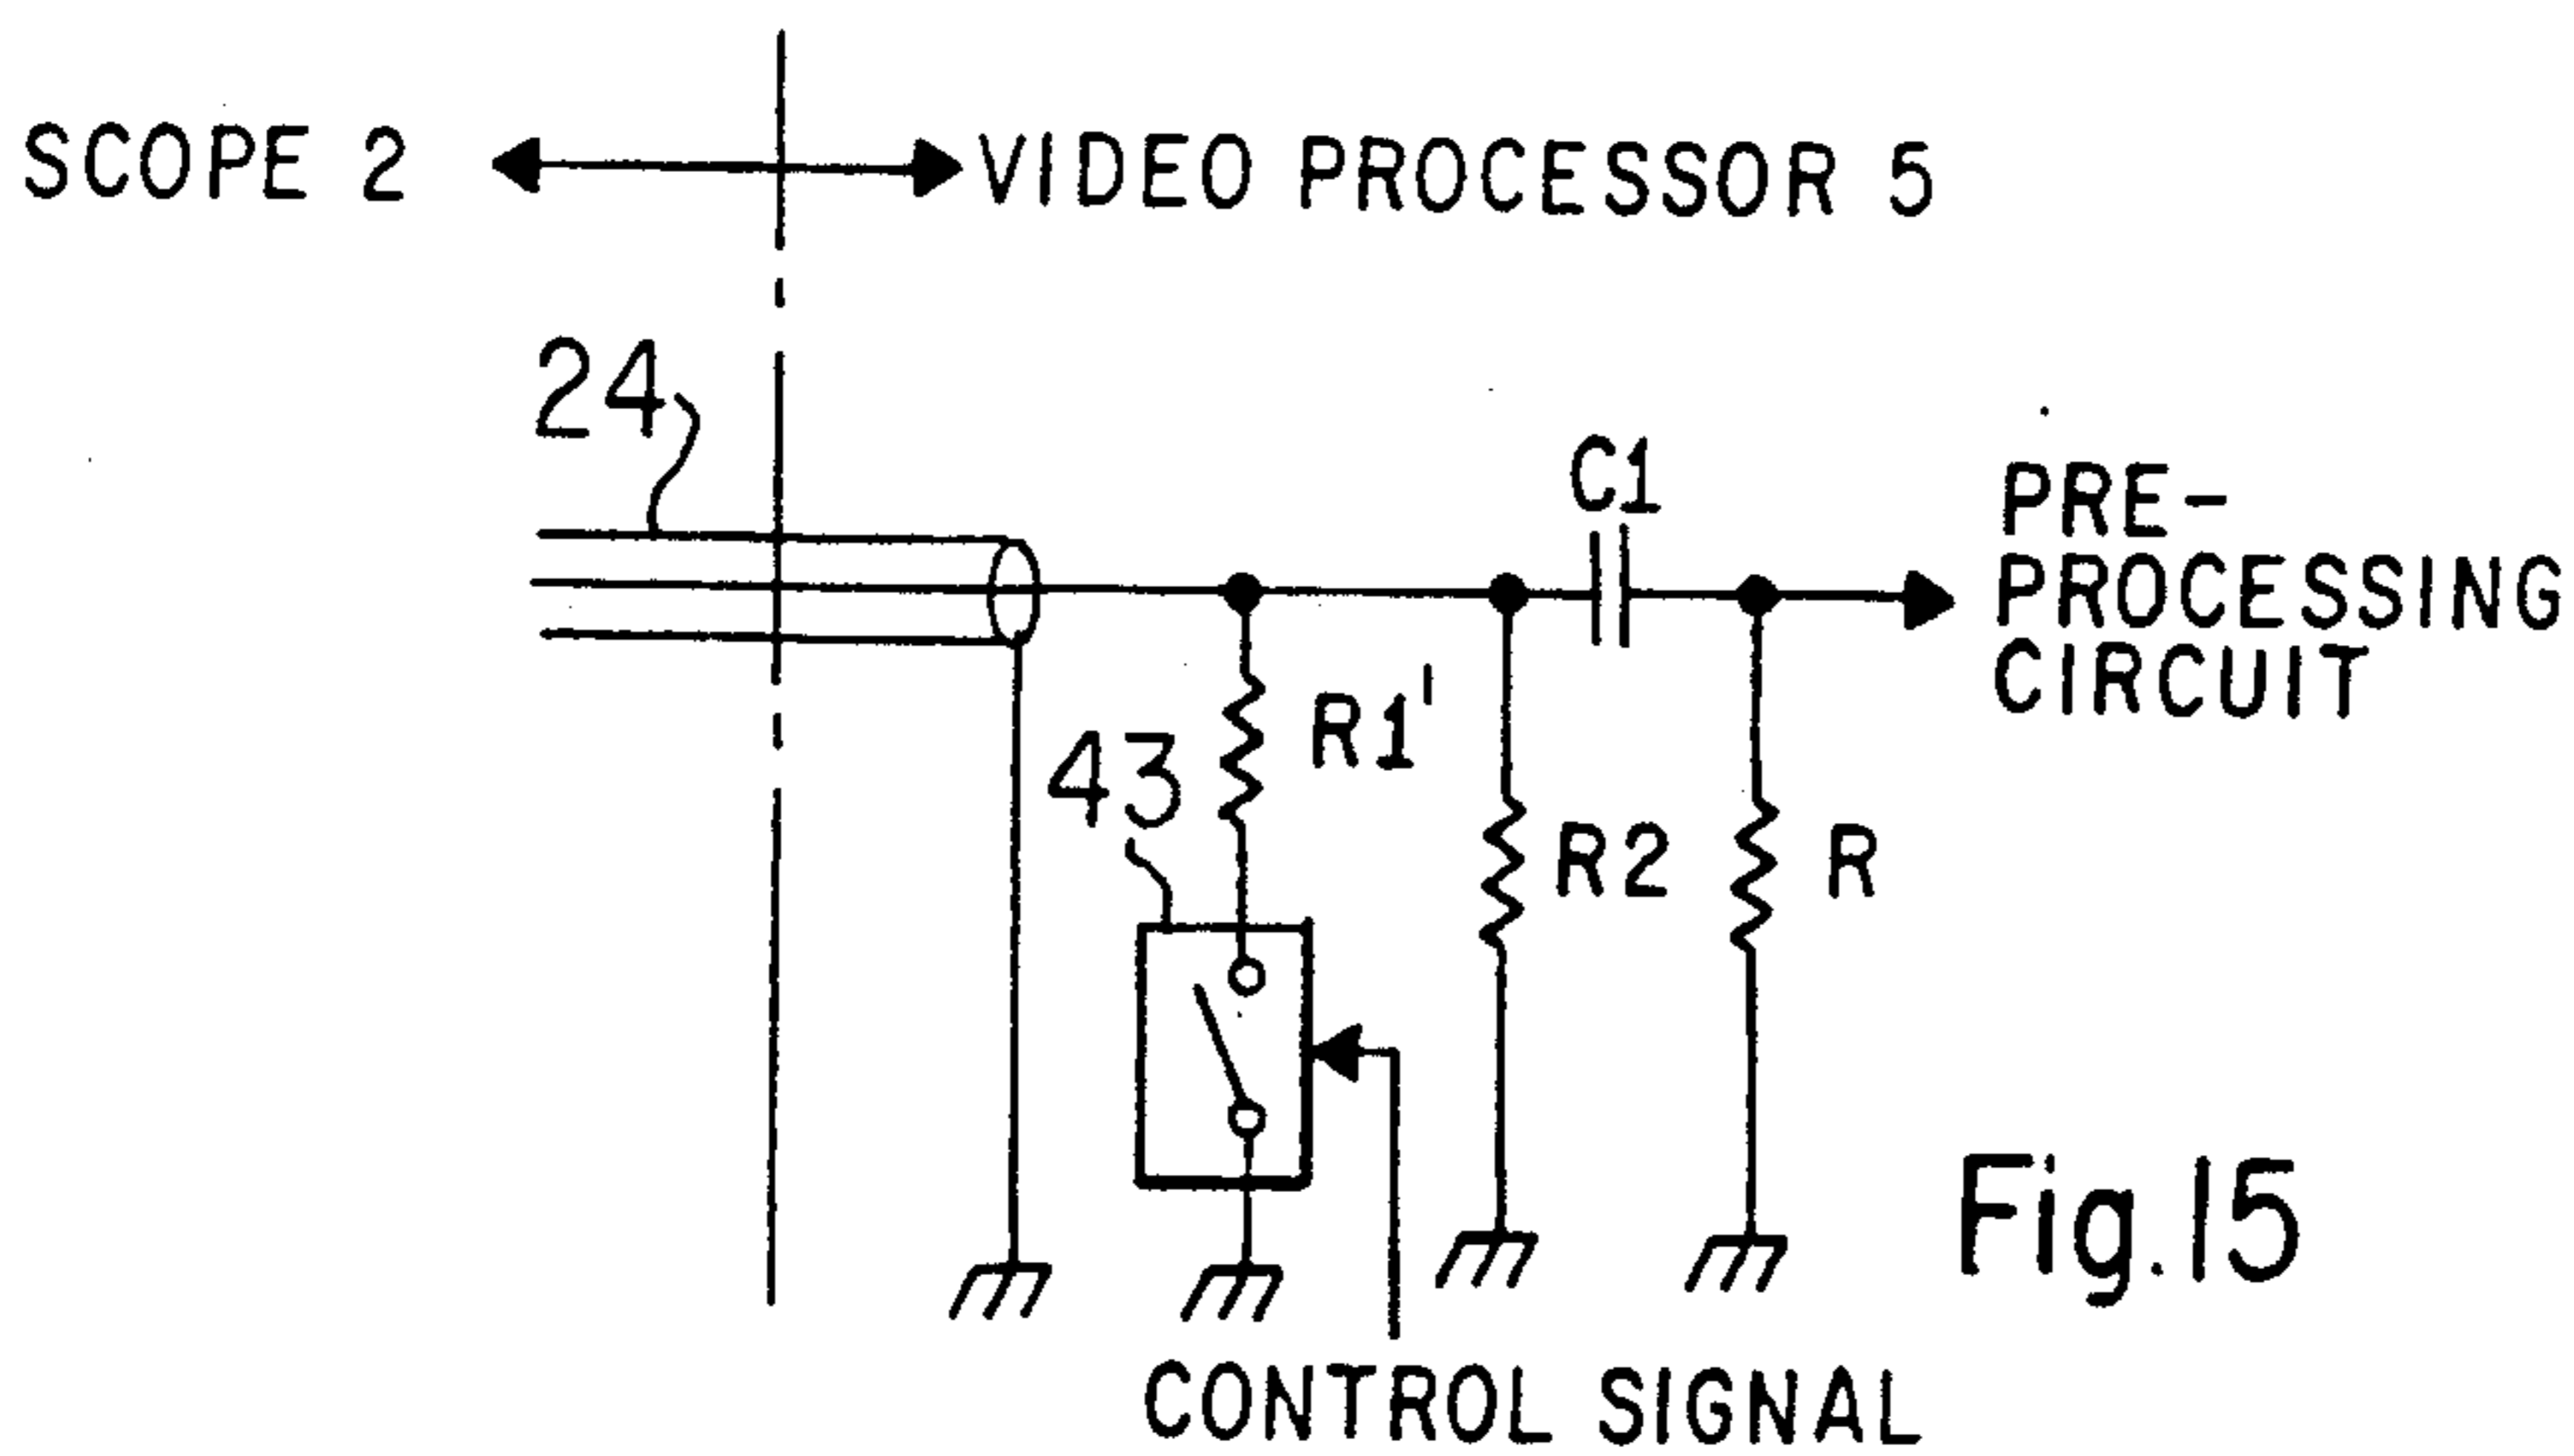 SCOPE 2
VIDEO PROCESSOR 5
24
C1
PRE-
PROCESSING
CIRCUIT
R1'
43
R2
R
Fig.15
CONTROL SIGNAL